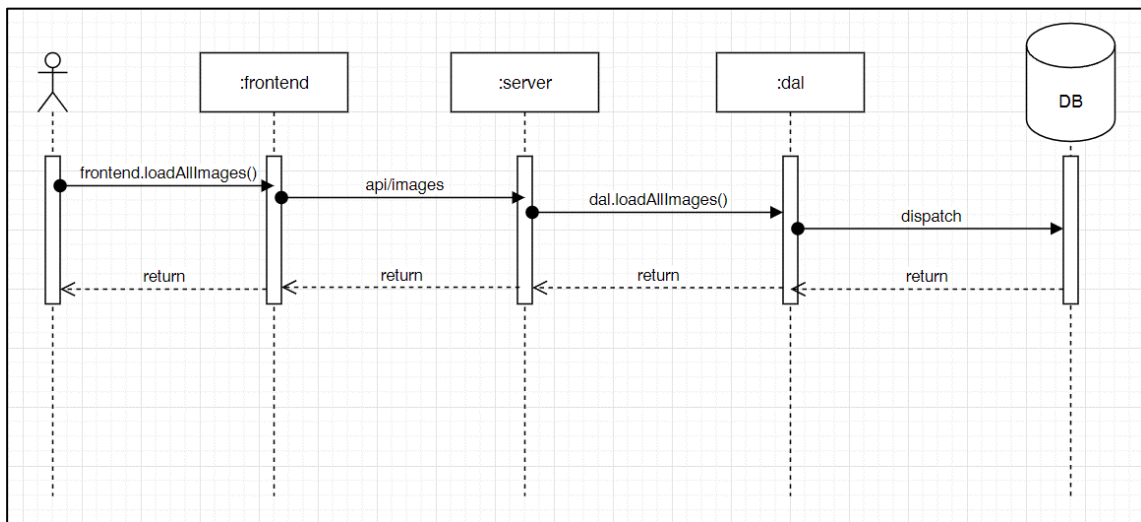 :frontend
:server
:dal
DB
frontend.loadAllImages()
api/images
dal.loadAllImages()
dispatch
return
return
return
return